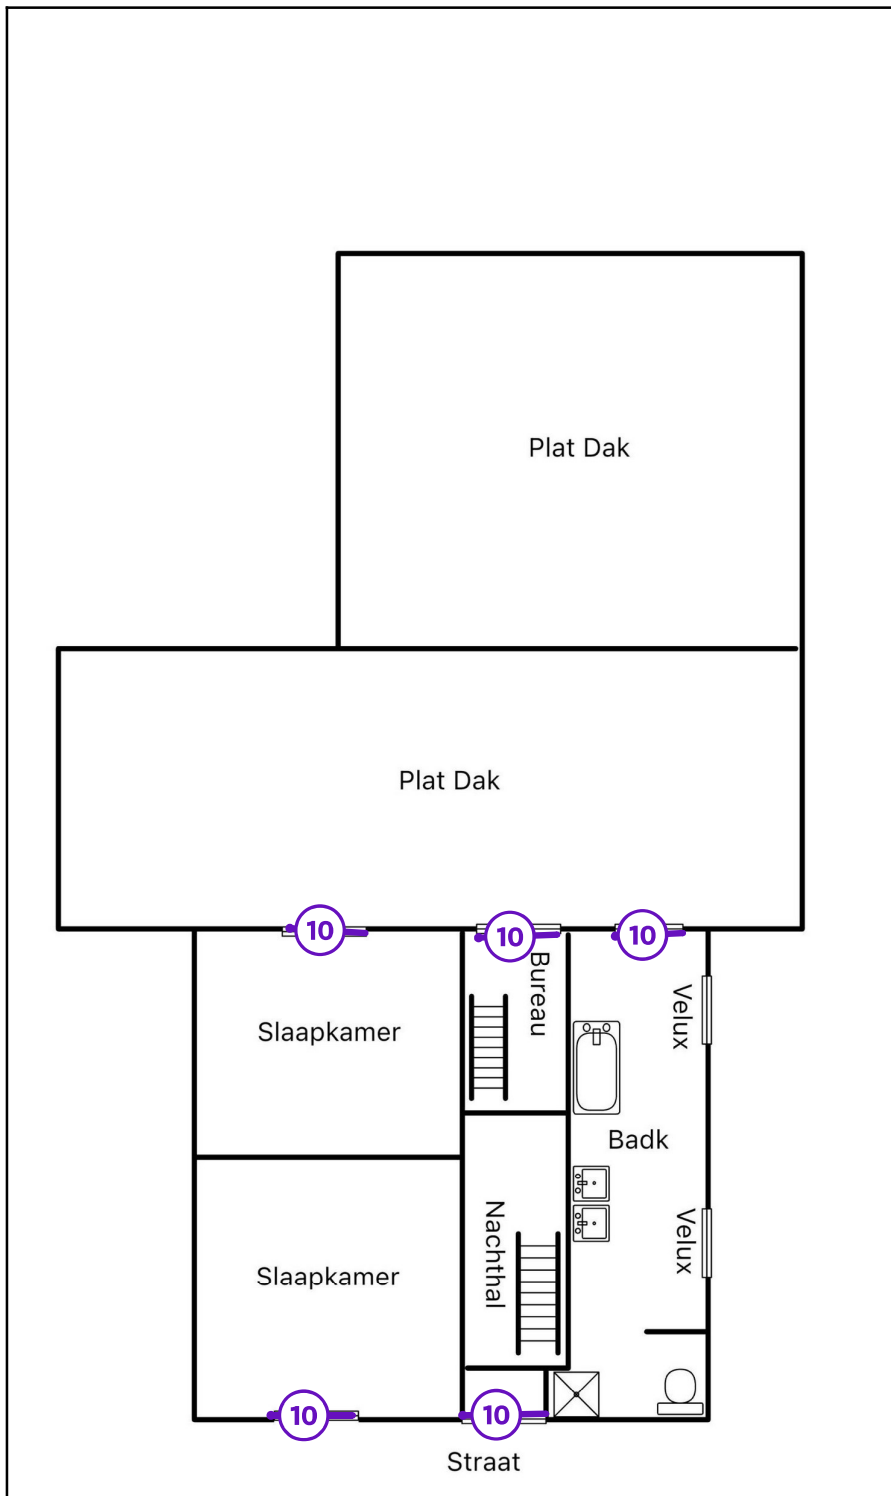 Plat Dak
Plat Dak
10
10
10
Bureau
Velux
Slaapkamer
Badk
Nachthal
Velux
Slaapkamer
10
10
Straat